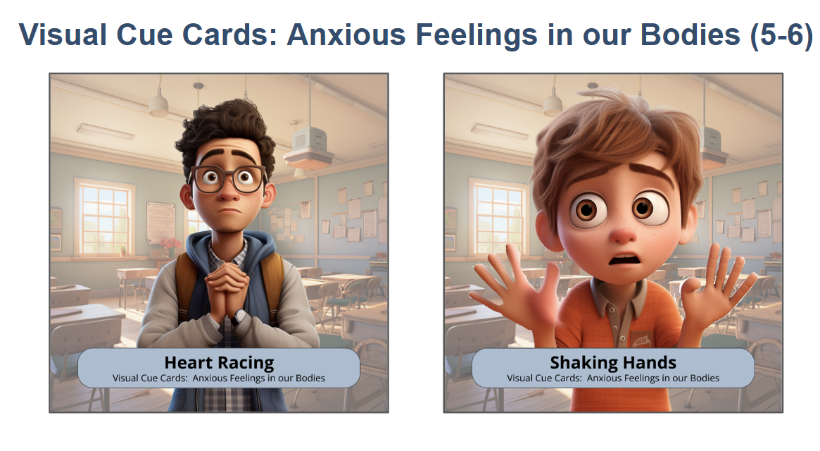 Visual Cue Cards: Anxious Feelings in our Bodies (5-6)
Heart Racing
Visual Cue Cards: Anxious Feelings in our Bodies
Shaking Hands
Visual Cue Cards: Anxious Feelings in our Bodies